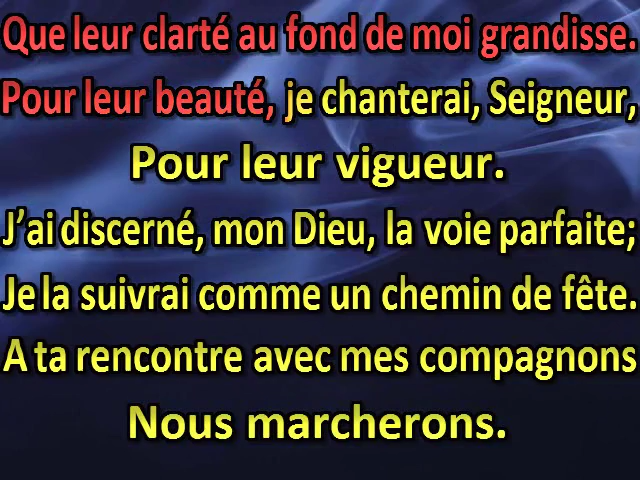 Que leur clarté au fond de moi grandisse.
Pour leur beauté, je chanterai, Seigneur,
Pour leur vigueur.
J’ai discerné, mon Dieu, la voie parfaite;
Je la suivrai comme un chemin de fête.
A ta rencontre avec mes compagnons
Nous marcherons.